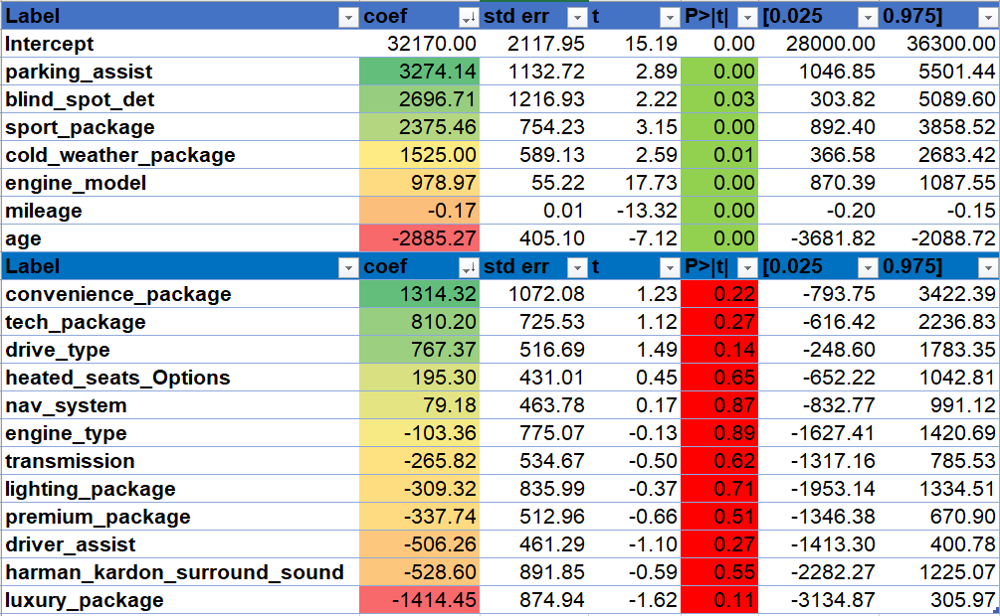 Label coef std err t P>|t| [0.025 0.975]
Intercept 32170.00 2117.95 15.19 0.00 28000.00 36300.00
parking_assist 3274.14 1132.72 2.89 0.00 1046.85 5501.44
blind_spot_det 2696.71 1216.93 2.22 0.03 303.82 5089.60
sport_package 2375.46 754.23 3.15 0.00 892.40 3858.52
cold_weather_package 1525.00 589.13 2.59 0.01 366.58 2683.42
engine_model 978.97 55.22 17.73 0.00 870.39 1087.55
mileage -0.17 0.01 -13.32 0.00 -0.20 -0.15
age -2885.27 405.10 -7.12 0.00 -3681.82 -2088.72
Label coef std err t P>|t| [0.025 0.975]
convenience_package 1314.32 1072.08 1.23 0.22 -793.75 3422.39
tech_package 810.20 725.53 1.12 0.27 -616.42 2236.83
drive_type 767.37 516.69 1.49 0.14 -248.60 1783.35
heated_seats_Options 195.30 431.01 0.45 0.65 -652.22 1042.81
nav_system 79.18 463.78 0.17 0.87 -832.77 991.12
engine_type -103.36 775.07 -0.13 0.89 -1627.41 1420.69
transmission -265.82 534.67 -0.50 0.62 -1317.16 785.53
lighting_package -309.32 835.99 -0.37 0.71 -1953.14 1334.51
premium_package -337.74 512.96 -0.66 0.51 -1346.38 670.90
driver_assist -506.26 461.29 -1.10 0.27 -1413.30 400.78
harman_kardon_surround_sound -528.60 891.85 -0.59 0.55 -2282.27 1225.07
luxury_package -1414.45 874.94 -1.62 0.11 -3134.87 305.97